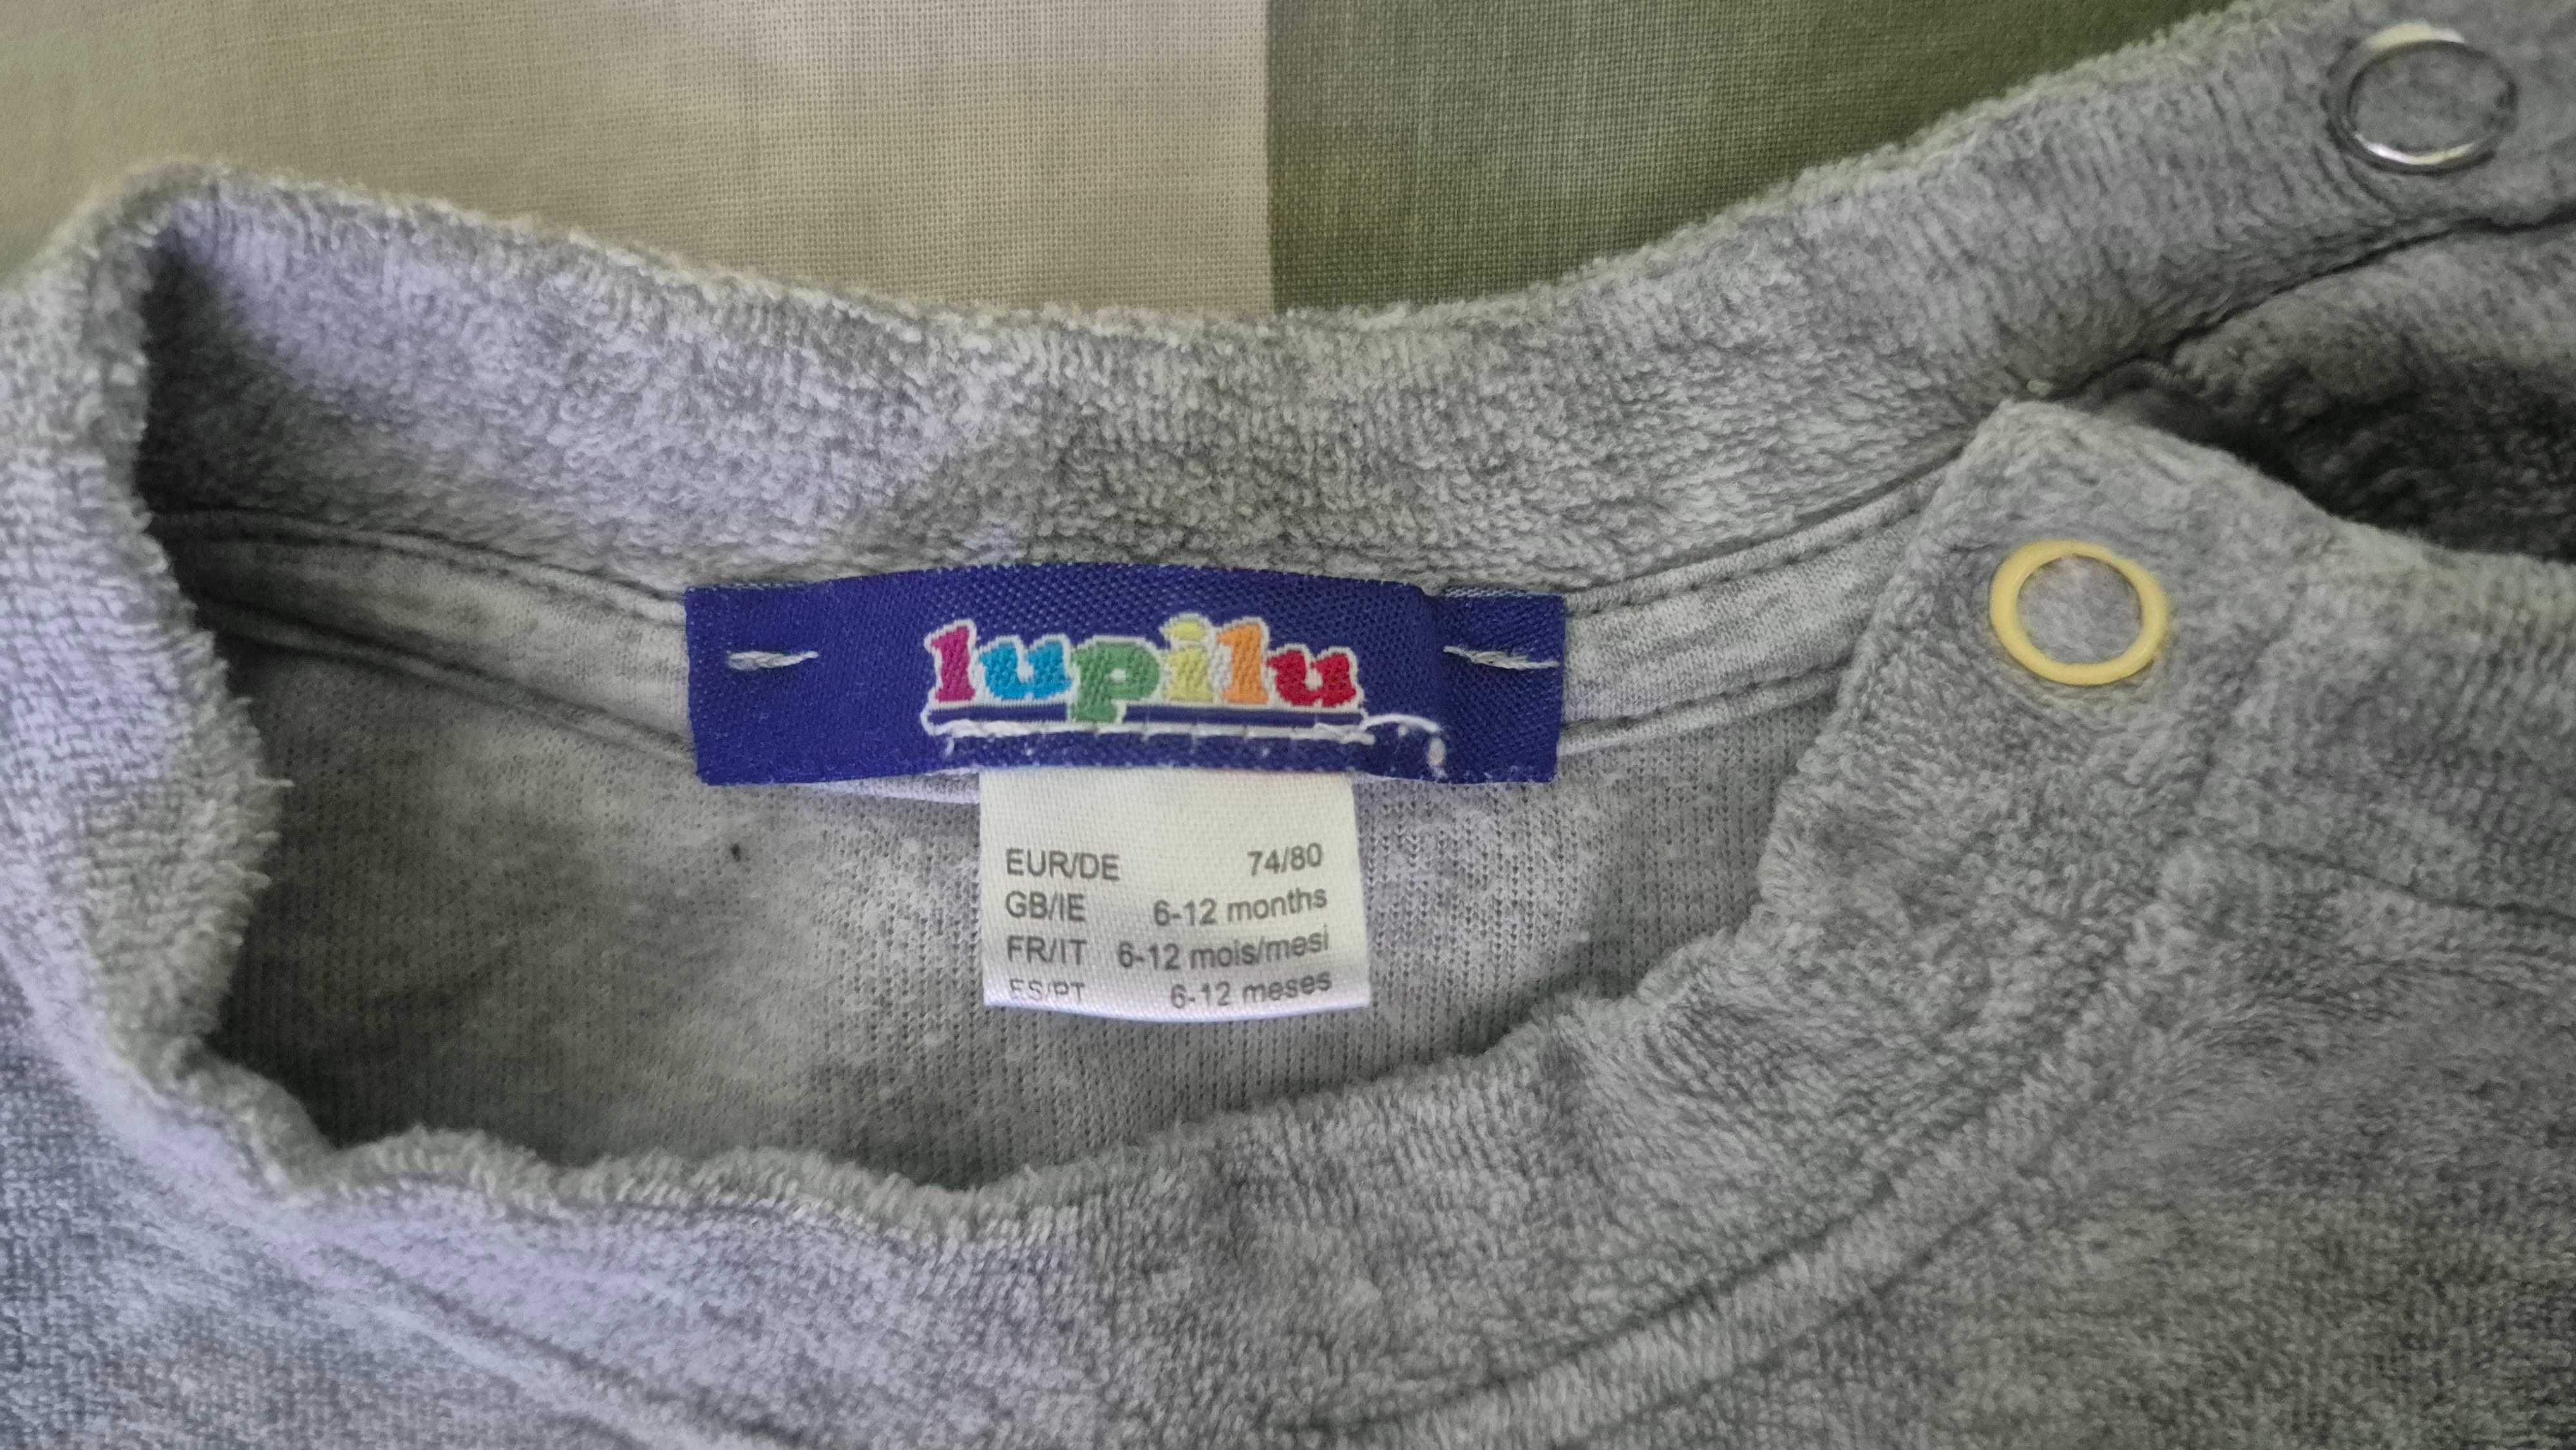 lupilu
EUR/DE 74/80
GB/IE 6-12 months
FR/IT 6-12 mois/mesi
ES/PT 6-12 meses